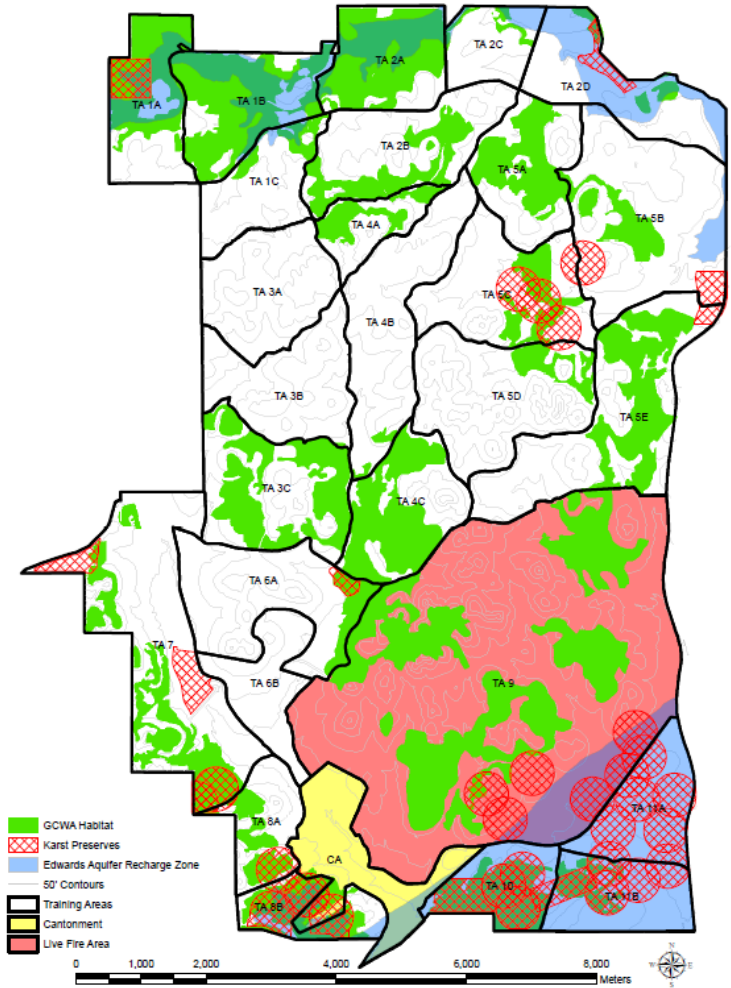 TA 2C
TA 2A
TA 2D
TA 1A
TA 1B
TA 2B
TA 5A
TA 1C
TA 5B
TA 4A
TA 3A
TA 5C
TA 4B
TA 3B
TA 5D
TA 5E
TA 3C
TA 4C
TA 6A
TA 7
TA 6B
TA 9
TA 8A
TA 11A
CA
TA 10
TA 11B
TA 8B
GCWA Habitat
Karst Preserves
Edwards Aquifer Recharge Zone
50' Contours
Training Areas
Cantonment
Live Fire Area
0 1,000 2,000 4,000 6,000 8,000
Meters
N
W E
S